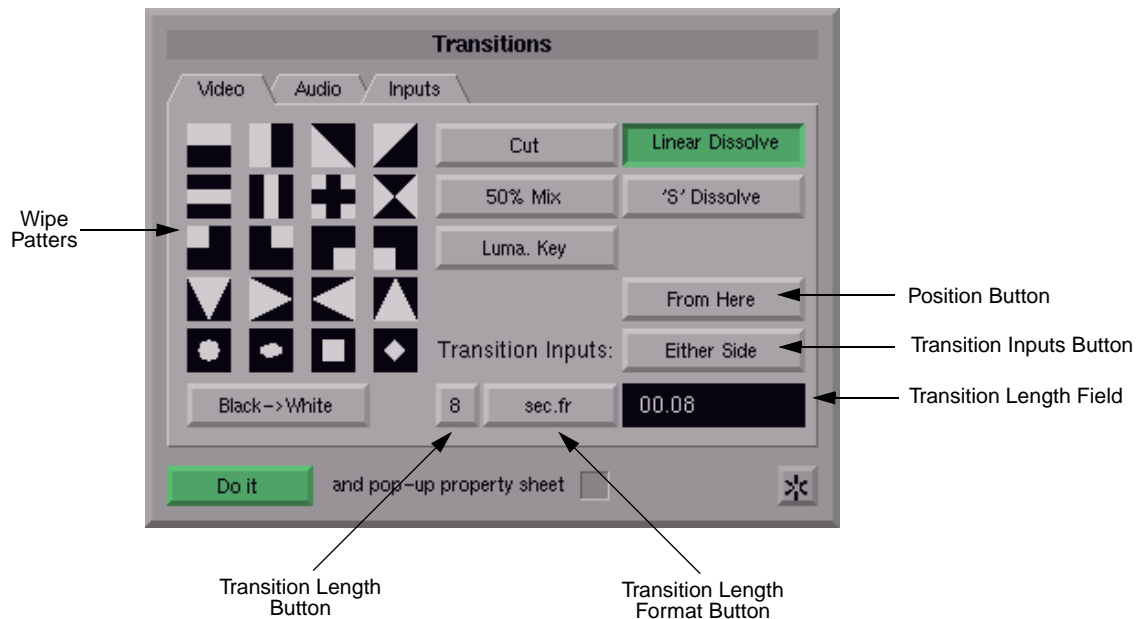 Transitions
Video
Audio
Inputs
Cut
Linear Dissolve
50% Mix
'S' Dissolve
Wipe
Patters
Luma. Key
From Here
Position Button
Transition Inputs:
Either Side
Transition Inputs Button
Black->White
8
sec.fr
00.08
Transition Length Field
Do it
and pop-up property sheet
Transition Length
Button
Transition Length
Format Button